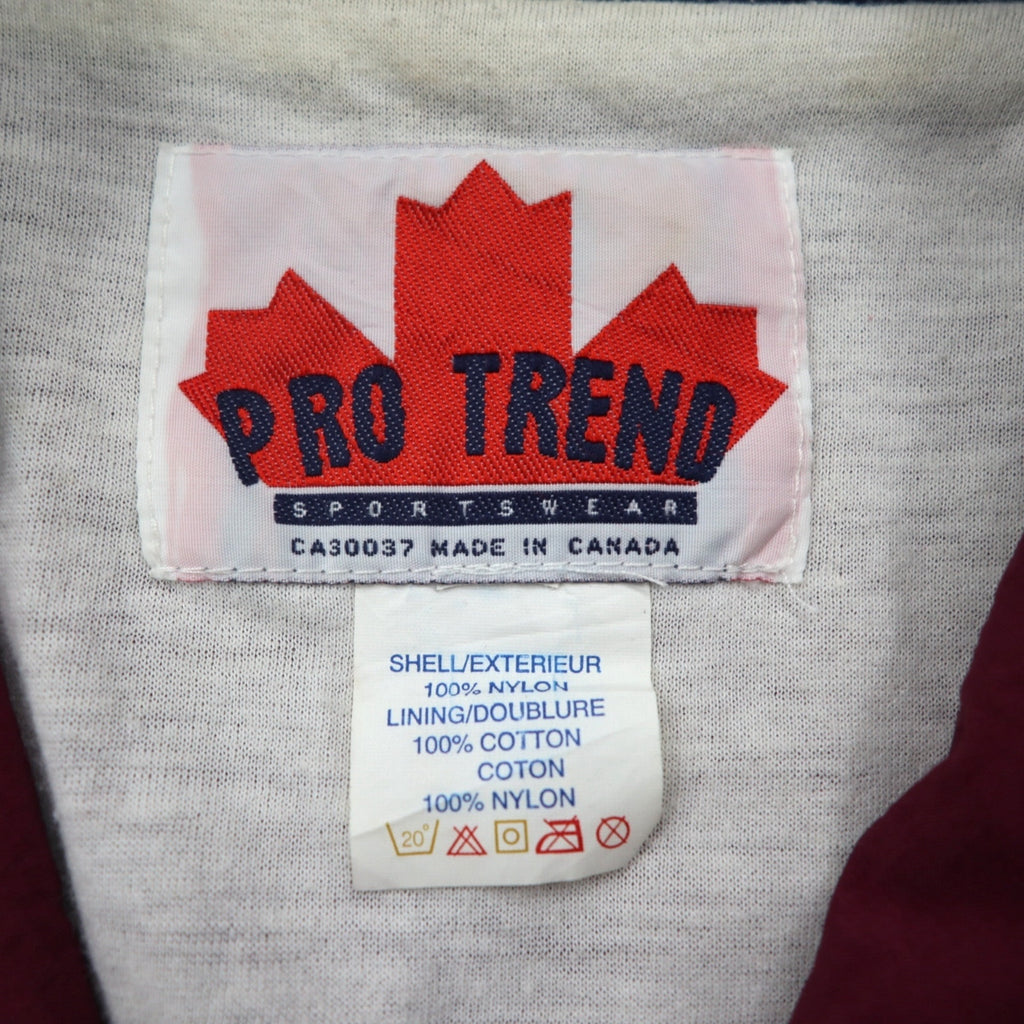 PRO TREND
SPORTSWEAR
CA30037 MADE IN CANADA
SHELL/EXTERIEUR
100% NYLON
LINING/DOUBLURE
100% COTTON
COTON
100% NYLON
20°